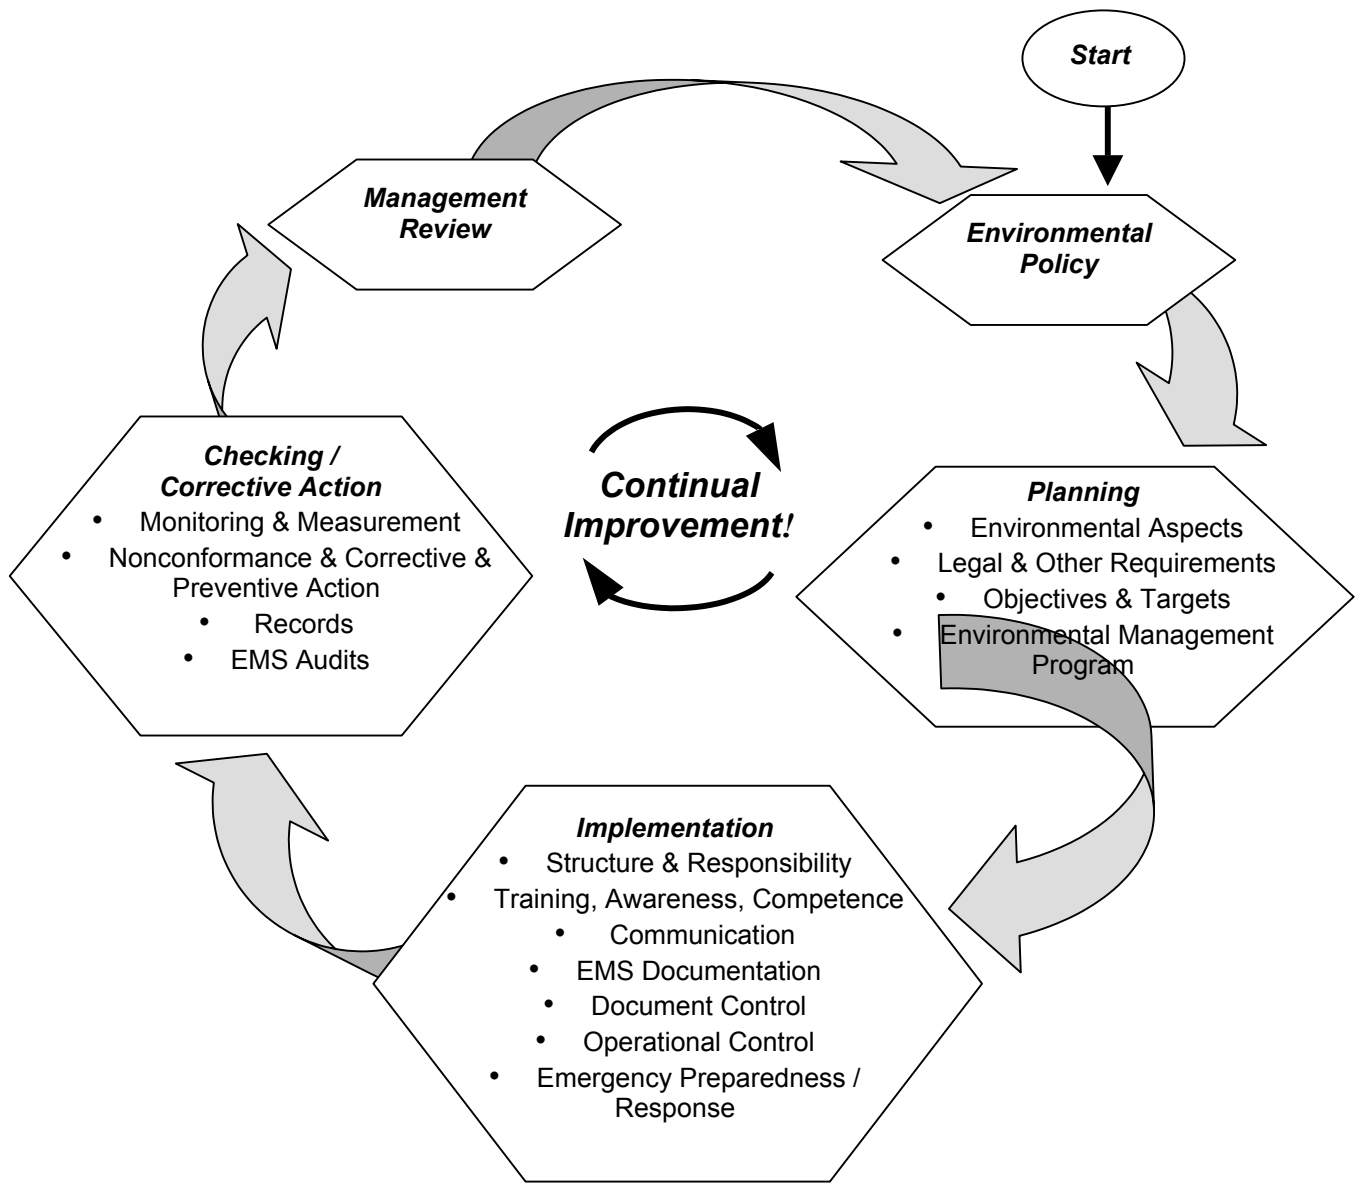 Start
Management
Review
Environmental
Policy
Checking /
Corrective Action
• Monitoring & Measurement
• Nonconformance & Corrective &
Preventive Action
• Records
• EMS Audits
Continual
Improvement!
Planning
• Environmental Aspects
• Legal & Other Requirements
• Objectives & Targets
• Environmental Management
Program
Implementation
• Structure & Responsibility
• Training, Awareness, Competence
• Communication
• EMS Documentation
• Document Control
• Operational Control
• Emergency Preparedness /
Response